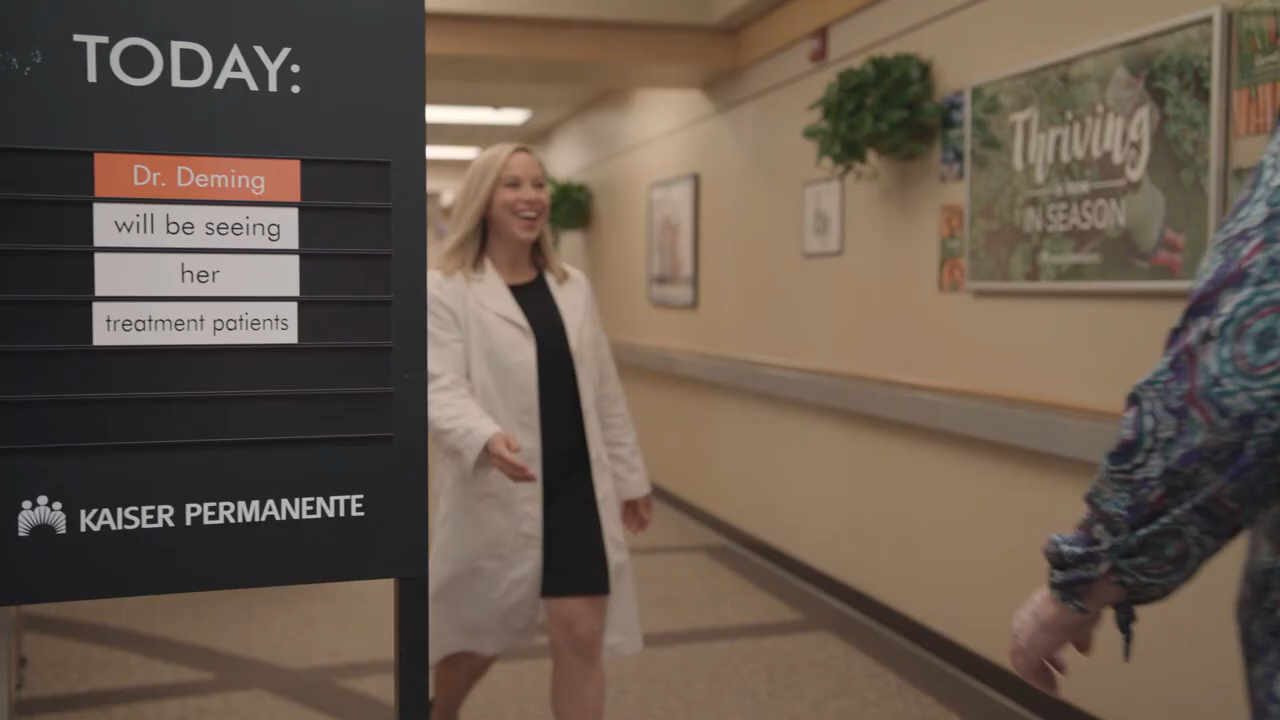 TODAY:
Dr. Deming
will be seeing
her
treatment patients
KAISER PERMANENTE
Thriving
IN SEASON